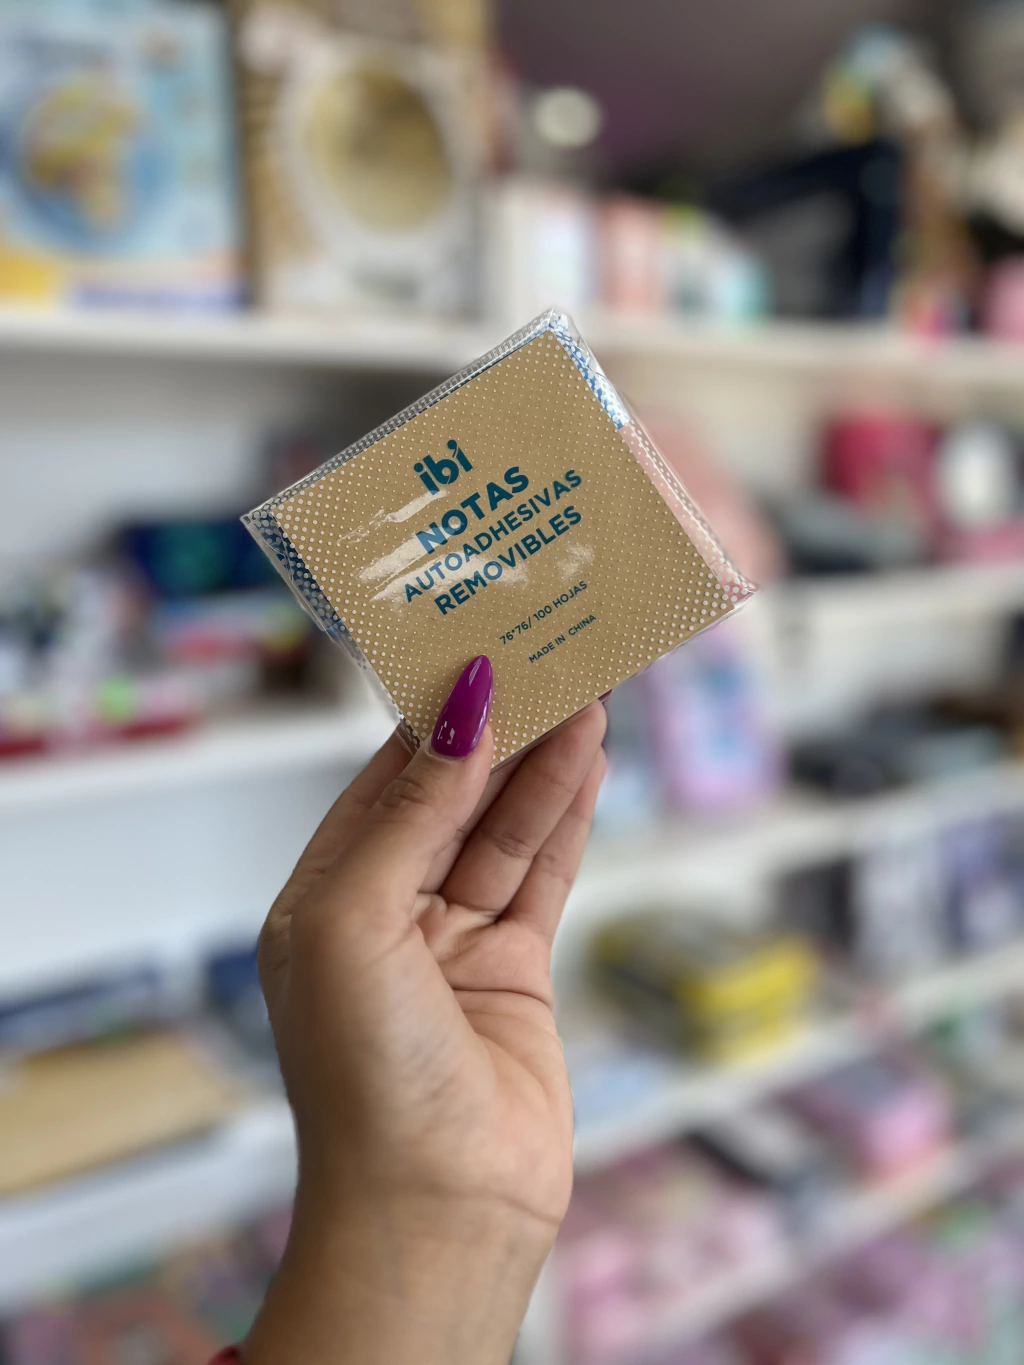 ibi
NOTAS
AUTOADHESIVAS
REMOVIBLES
76*76/ 100 HOJAS
MADE IN CHINA